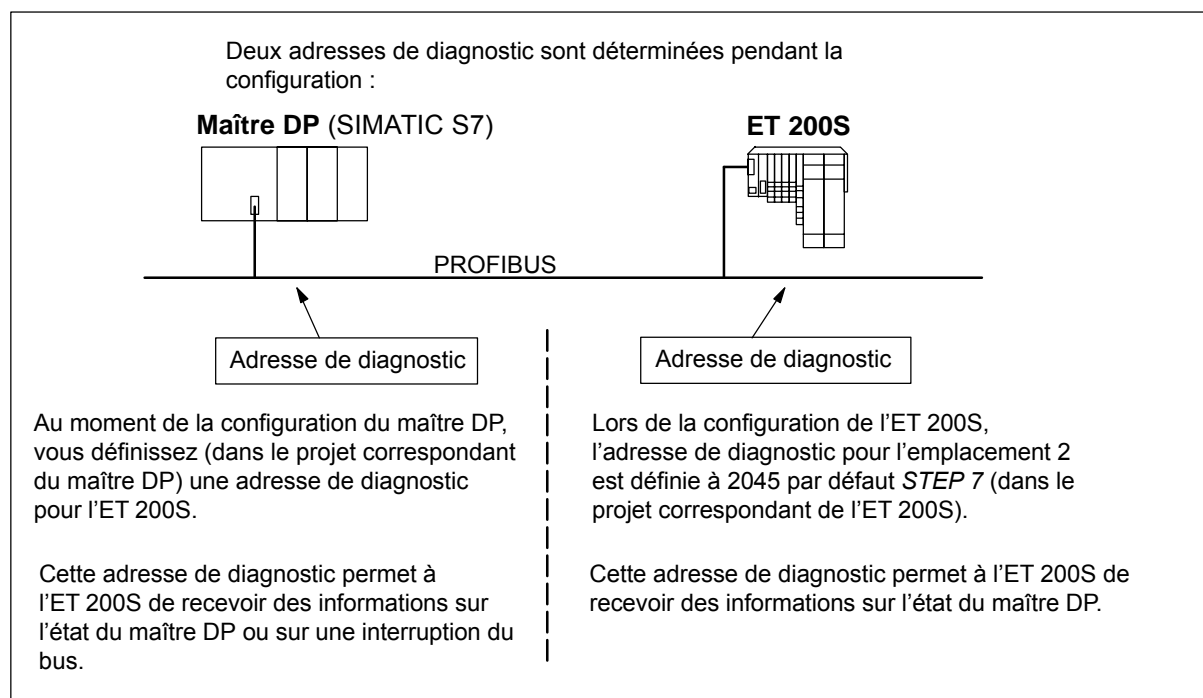 Deux adresses de diagnostic sont déterminées pendant la
configuration :
Maître DP (SIMATIC S7)
ET 200S
PROFIBUS
Adresse de diagnostic
Adresse de diagnostic
Au moment de la configuration du maître DP,
vous définissez (dans le projet correspondant
du maître DP) une adresse de diagnostic
pour l'ET 200S.
Cette adresse de diagnostic permet à
l'ET 200S de recevoir des informations sur
l'état du maître DP ou sur une interruption du
bus.
Lors de la configuration de l'ET 200S,
l'adresse de diagnostic pour l'emplacement 2
est définie à 2045 par défaut STEP 7 (dans le
projet correspondant de l'ET 200S).
Cette adresse de diagnostic permet à l'ET 200S de
recevoir des informations sur l'état du maître DP.